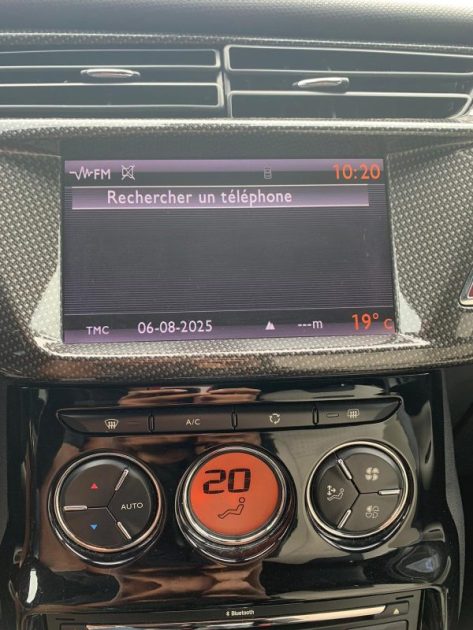 FM 10:20
Rechercher un téléphone
TMC 06-08-2025 ---m 19° C
A/C
AUTO
20
Bluetooth